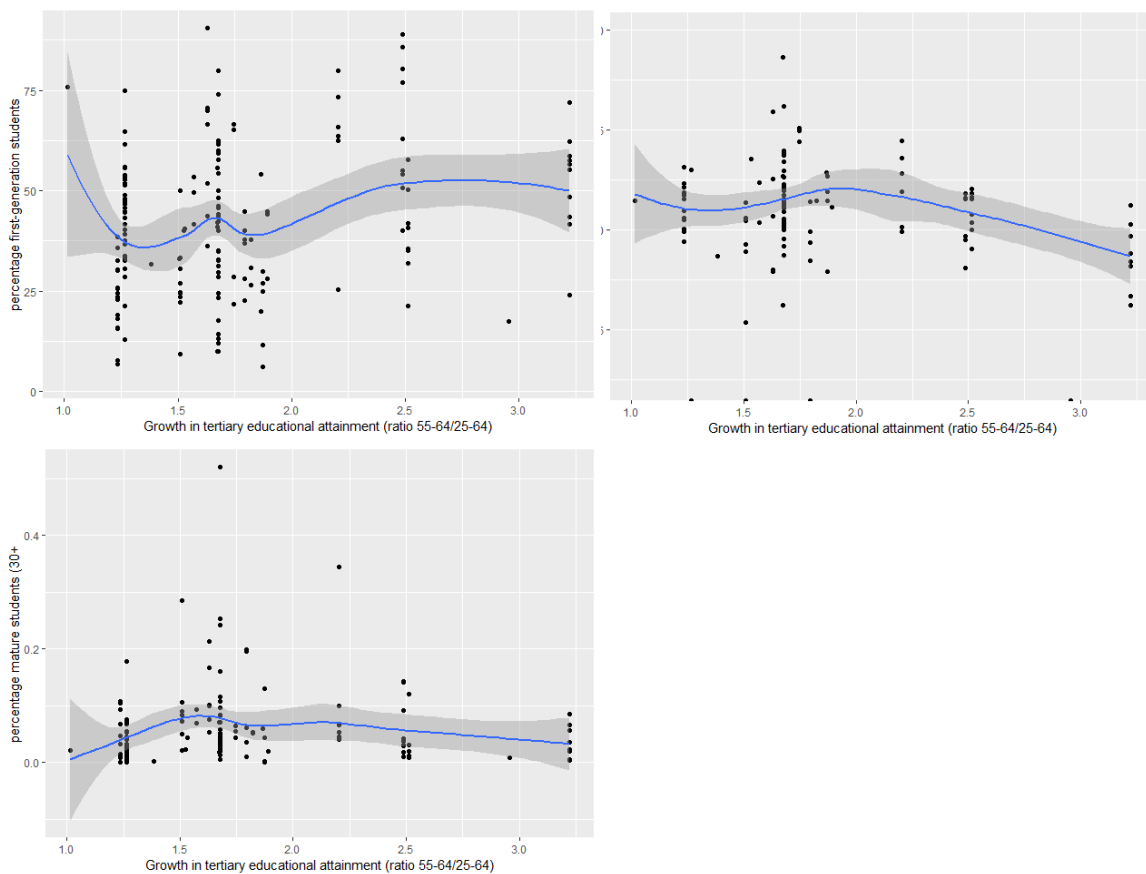 percentage first-generation students
75
50
25
0
1.0 1.5 2.0 2.5 3.0
Growth in tertiary educational attainment (ratio 55-64/25-64)
)
5
0
5
1.0 1.5 2.0 2.5 3.0
Growth in tertiary educational attainment (ratio 55-64/25-64)
percentage mature students (30+
0.4
0.2
0.0
1.0 1.5 2.0 2.5 3.0
Growth in tertiary educational attainment (ratio 55-64/25-64)